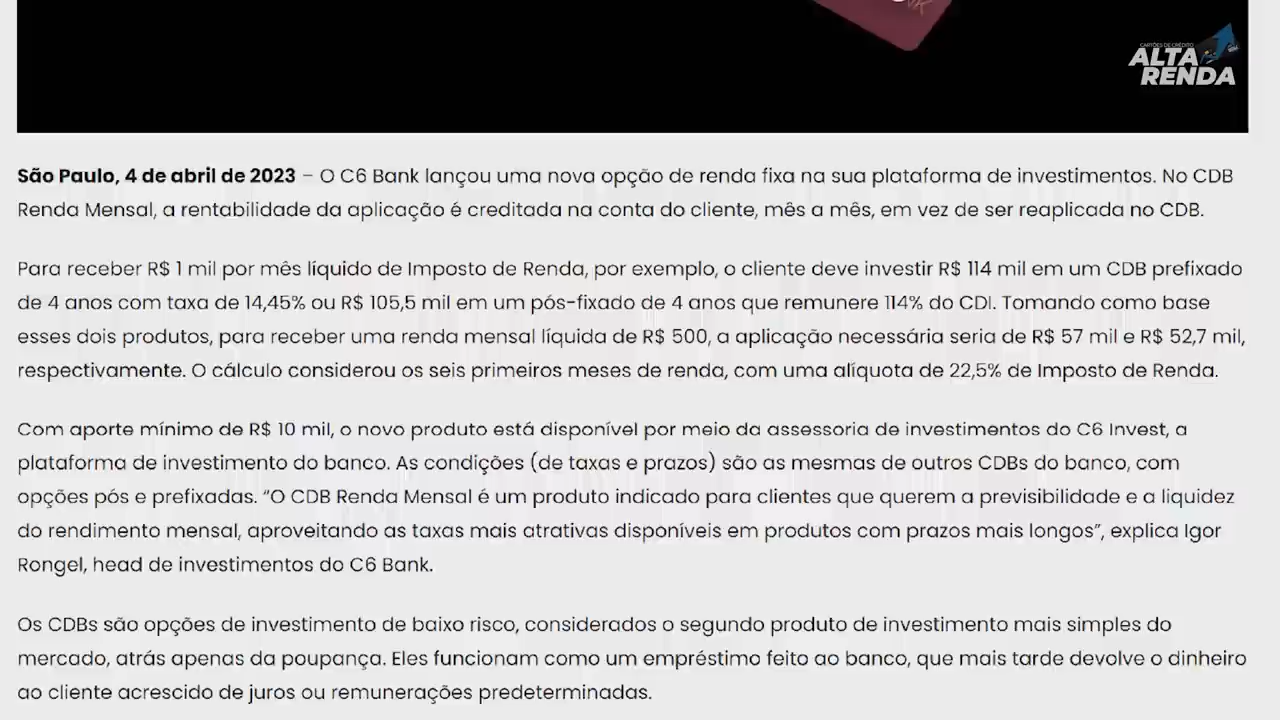 CARTÕES DE CRÉDITO
ALTA
RENDA
São Paulo, 4 de abril de 2023 – O C6 Bank lançou uma nova opção de renda fixa na sua plataforma de investimentos. No CDB
Renda Mensal, a rentabilidade da aplicação é creditada na conta do cliente, mês a mês, em vez de ser reaplicada no CDB.
Para receber R$ 1 mil por mês líquido de Imposto de Renda, por exemplo, o cliente deve investir R$ 114 mil em um CDB prefixado
de 4 anos com taxa de 14,45% ou R$ 105,5 mil em um pós-fixado de 4 anos que remunere 114% do CDI. Tomando como base
esses dois produtos, para receber uma renda mensal líquida de R$ 500, a aplicação necessária seria de R$ 57 mil e R$ 52,7 mil,
respectivamente. O cálculo considerou os seis primeiros meses de renda, com uma alíquota de 22,5% de Imposto de Renda.
Com aporte mínimo de R$ 10 mil, o novo produto está disponível por meio da assessoria de investimentos do C6 Invest, a
plataforma de investimento do banco. As condições (de taxas e prazos) são as mesmas de outros CDBs do banco, com
opções pós e prefixadas. “O CDB Renda Mensal é um produto indicado para clientes que querem a previsibilidade e a liquidez
do rendimento mensal, aproveitando as taxas mais atrativas disponíveis em produtos com prazos mais longos”, explica Igor
Rongel, head de investimentos do C6 Bank.
Os CDBs são opções de investimento de baixo risco, considerados o segundo produto de investimento mais simples do
mercado, atrás apenas da poupança. Eles funcionam como um empréstimo feito ao banco, que mais tarde devolve o dinheiro
ao cliente acrescido de juros ou remunerações predeterminadas.